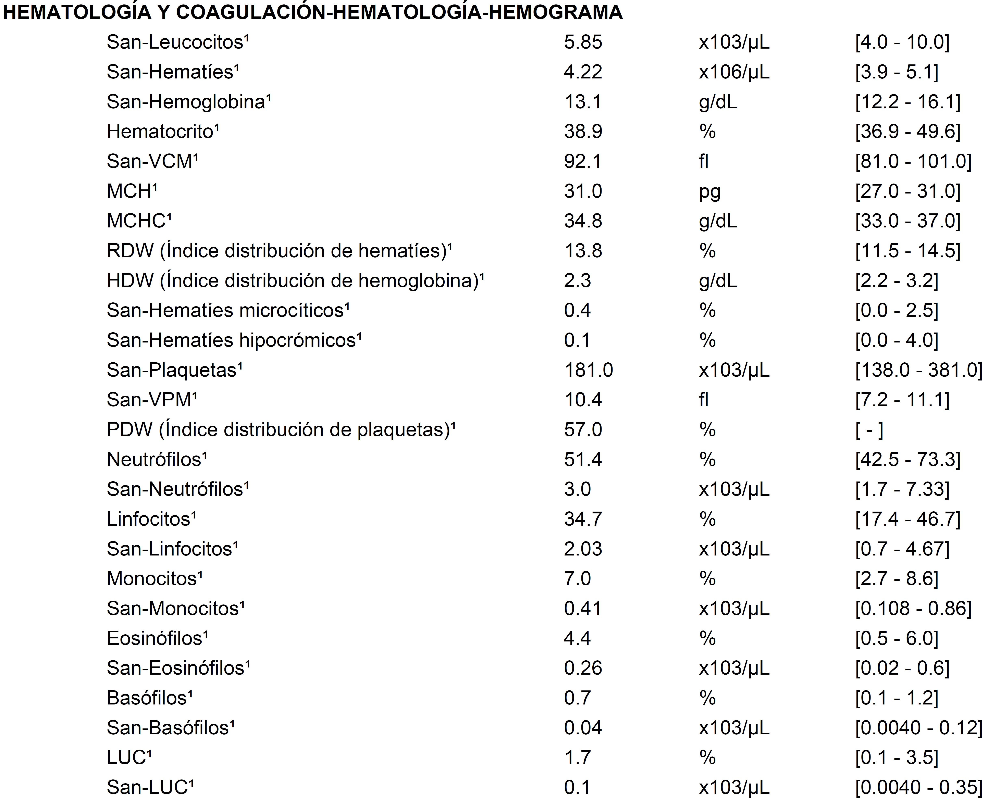 HEMATOLOGÍA Y COAGULACIÓN-HEMATOLOGÍA-HEMOGRAMA
San-Leucocitos¹ 5.85 x103/µL [4.0 - 10.0]
San-Hematíes¹ 4.22 x106/µL [3.9 - 5.1]
San-Hemoglobina¹ 13.1 g/dL [12.2 - 16.1]
Hematocrito¹ 38.9 % [36.9 - 49.6]
San-VCM¹ 92.1 fl [81.0 - 101.0]
MCH¹ 31.0 pg [27.0 - 31.0]
MCHC¹ 34.8 g/dL [33.0 - 37.0]
RDW (Índice distribución de hematíes)¹ 13.8 % [11.5 - 14.5]
HDW (Índice distribución de hemoglobina)¹ 2.3 g/dL [2.2 - 3.2]
San-Hematíes microcíticos¹ 0.4 % [0.0 - 2.5]
San-Hematíes hipocrómicos¹ 0.1 % [0.0 - 4.0]
San-Plaquetas¹ 181.0 x103/µL [138.0 - 381.0]
San-VPM¹ 10.4 fl [7.2 - 11.1]
PDW (Índice distribución de plaquetas)¹ 57.0 % [ - ]
Neutrófilos¹ 51.4 % [42.5 - 73.3]
San-Neutrófilos¹ 3.0 x103/µL [1.7 - 7.33]
Linfocitos¹ 34.7 % [17.4 - 46.7]
San-Linfocitos¹ 2.03 x103/µL [0.7 - 4.67]
Monocitos¹ 7.0 % [2.7 - 8.6]
San-Monocitos¹ 0.41 x103/µL [0.108 - 0.86]
Eosinófilos¹ 4.4 % [0.5 - 6.0]
San-Eosinófilos¹ 0.26 x103/µL [0.02 - 0.6]
Basófilos¹ 0.7 % [0.1 - 1.2]
San-Basófilos¹ 0.04 x103/µL [0.0040 - 0.12]
LUC¹ 1.7 % [0.1 - 3.5]
San-LUC¹ 0.1 x103/µL [0.0040 - 0.35]